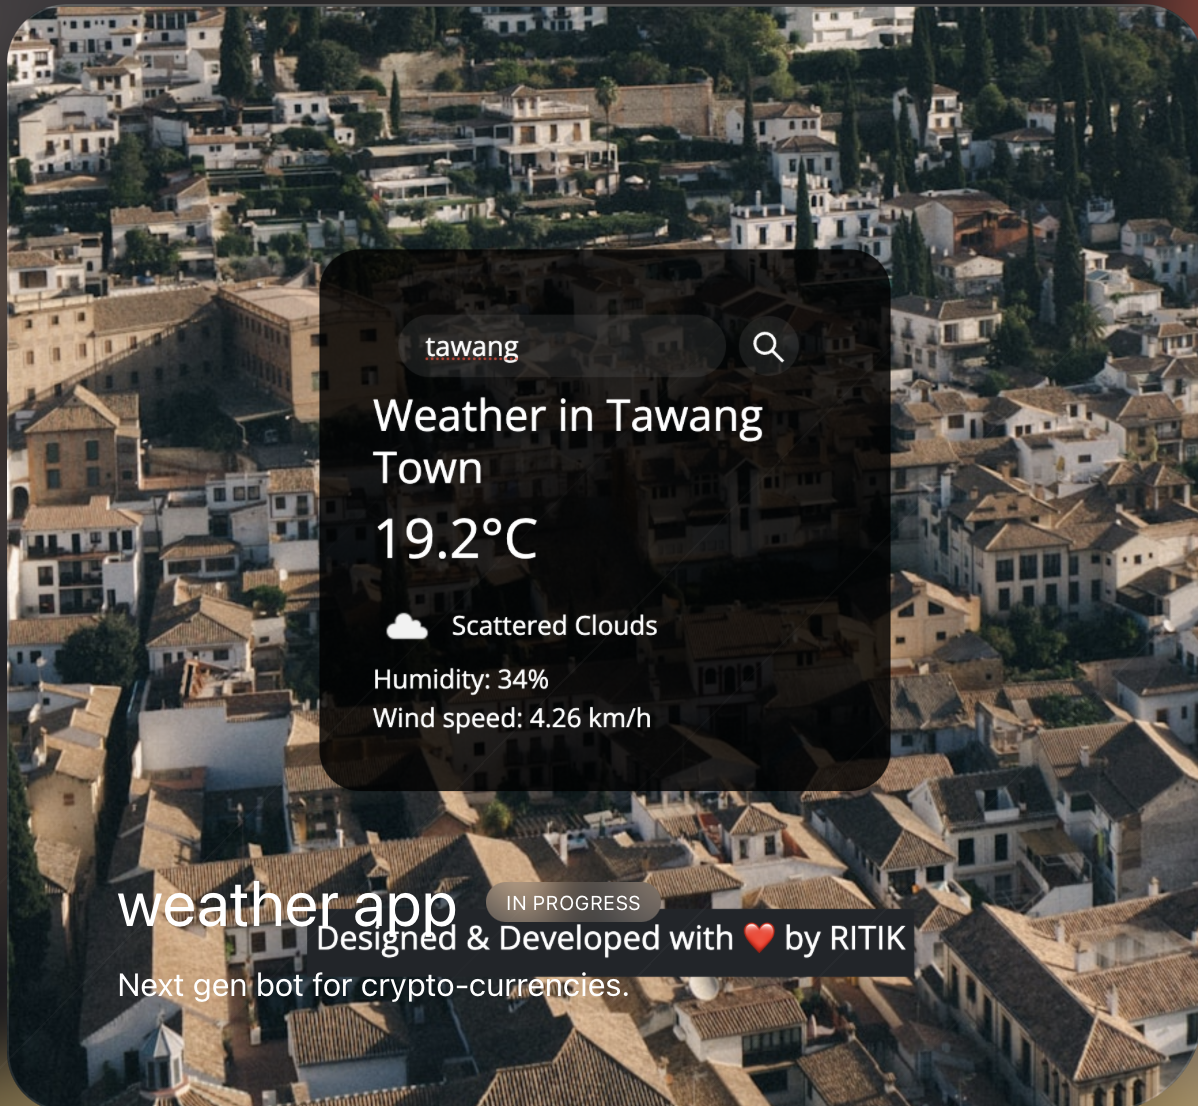 tawang
Weather in Tawang
Town
19.2°C
Scattered Clouds
Humidity: 34%
Wind speed: 4.26 km/h
weather app
IN PROGRESS
Designed & Developed with ❤️ by RITIK
Next gen bot for crypto-currencies.